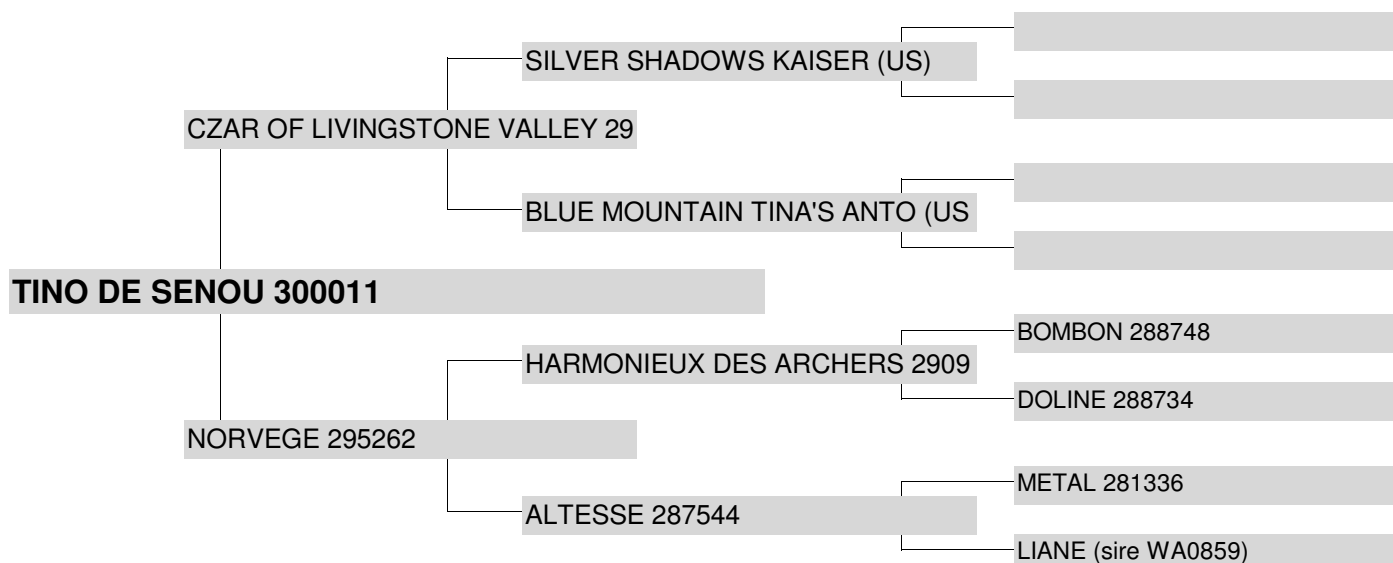 SILVER SHADOWS KAISER (US)
CZAR OF LIVINGSTONE VALLEY 29
BLUE MOUNTAIN TINA'S ANTO (US
TINO DE SENOU 300011
BOMBON 288748
HARMONIEUX DES ARCHERS 2909
DOLINE 288734
NORVEGE 295262
METAL 281336
ALTESSE 287544
LIANE (sire WA0859)